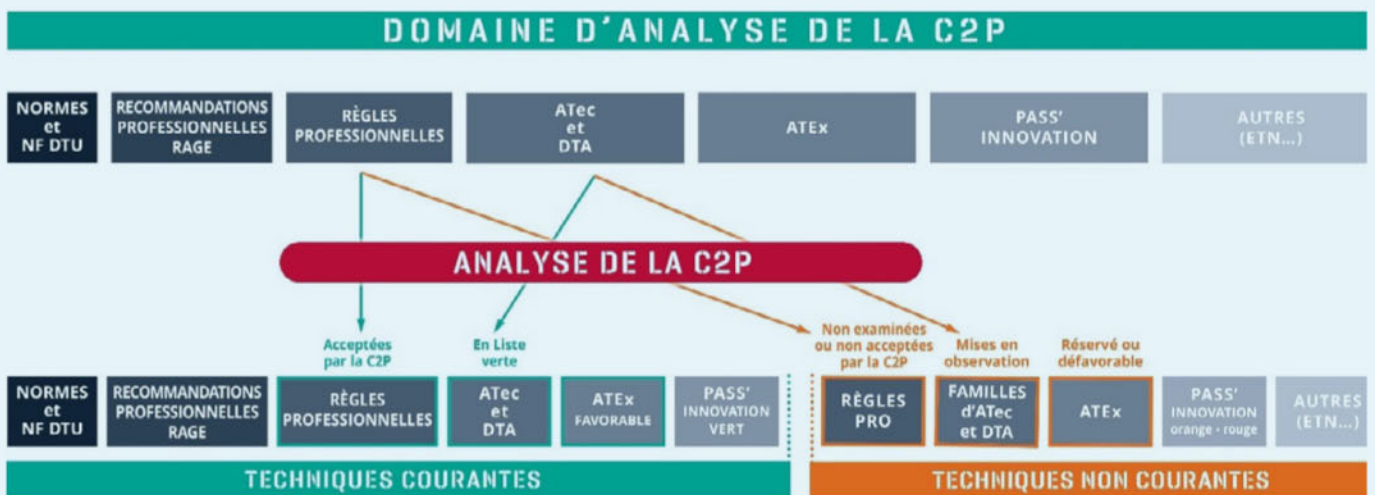 DOMAINE D'ANALYSE DE LA C2P
NORMES
et
NF DTU
RECOMMANDATIONS
PROFESSIONNELLES
RAGE
RÈGLES
PROFESSIONNELLES
ATec
et
DTA
ATEx
PASS'
INNOVATION
AUTRES
(ETN...)
ANALYSE DE LA C2P
Acceptées
par la C2P
En Liste
verte
Non examinées
ou non acceptées
par la C2P
Mises en
observation
Réservé ou
défavorable
NORMES
et
NF DTU
RECOMMANDATIONS
PROFESSIONNELLES
RAGE
RÈGLES
PROFESSIONNELLES
ATec
et
DTA
ATEx
FAVORABLE
PASS'
INNOVATION
VERT
RÈGLES
PRO
FAMILLES
d'ATec
et DTA
ATEx
PASS'
INNOVATION
orange - rouge
AUTRES
(ETN...)
TECHNIQUES COURANTES
TECHNIQUES NON COURANTES